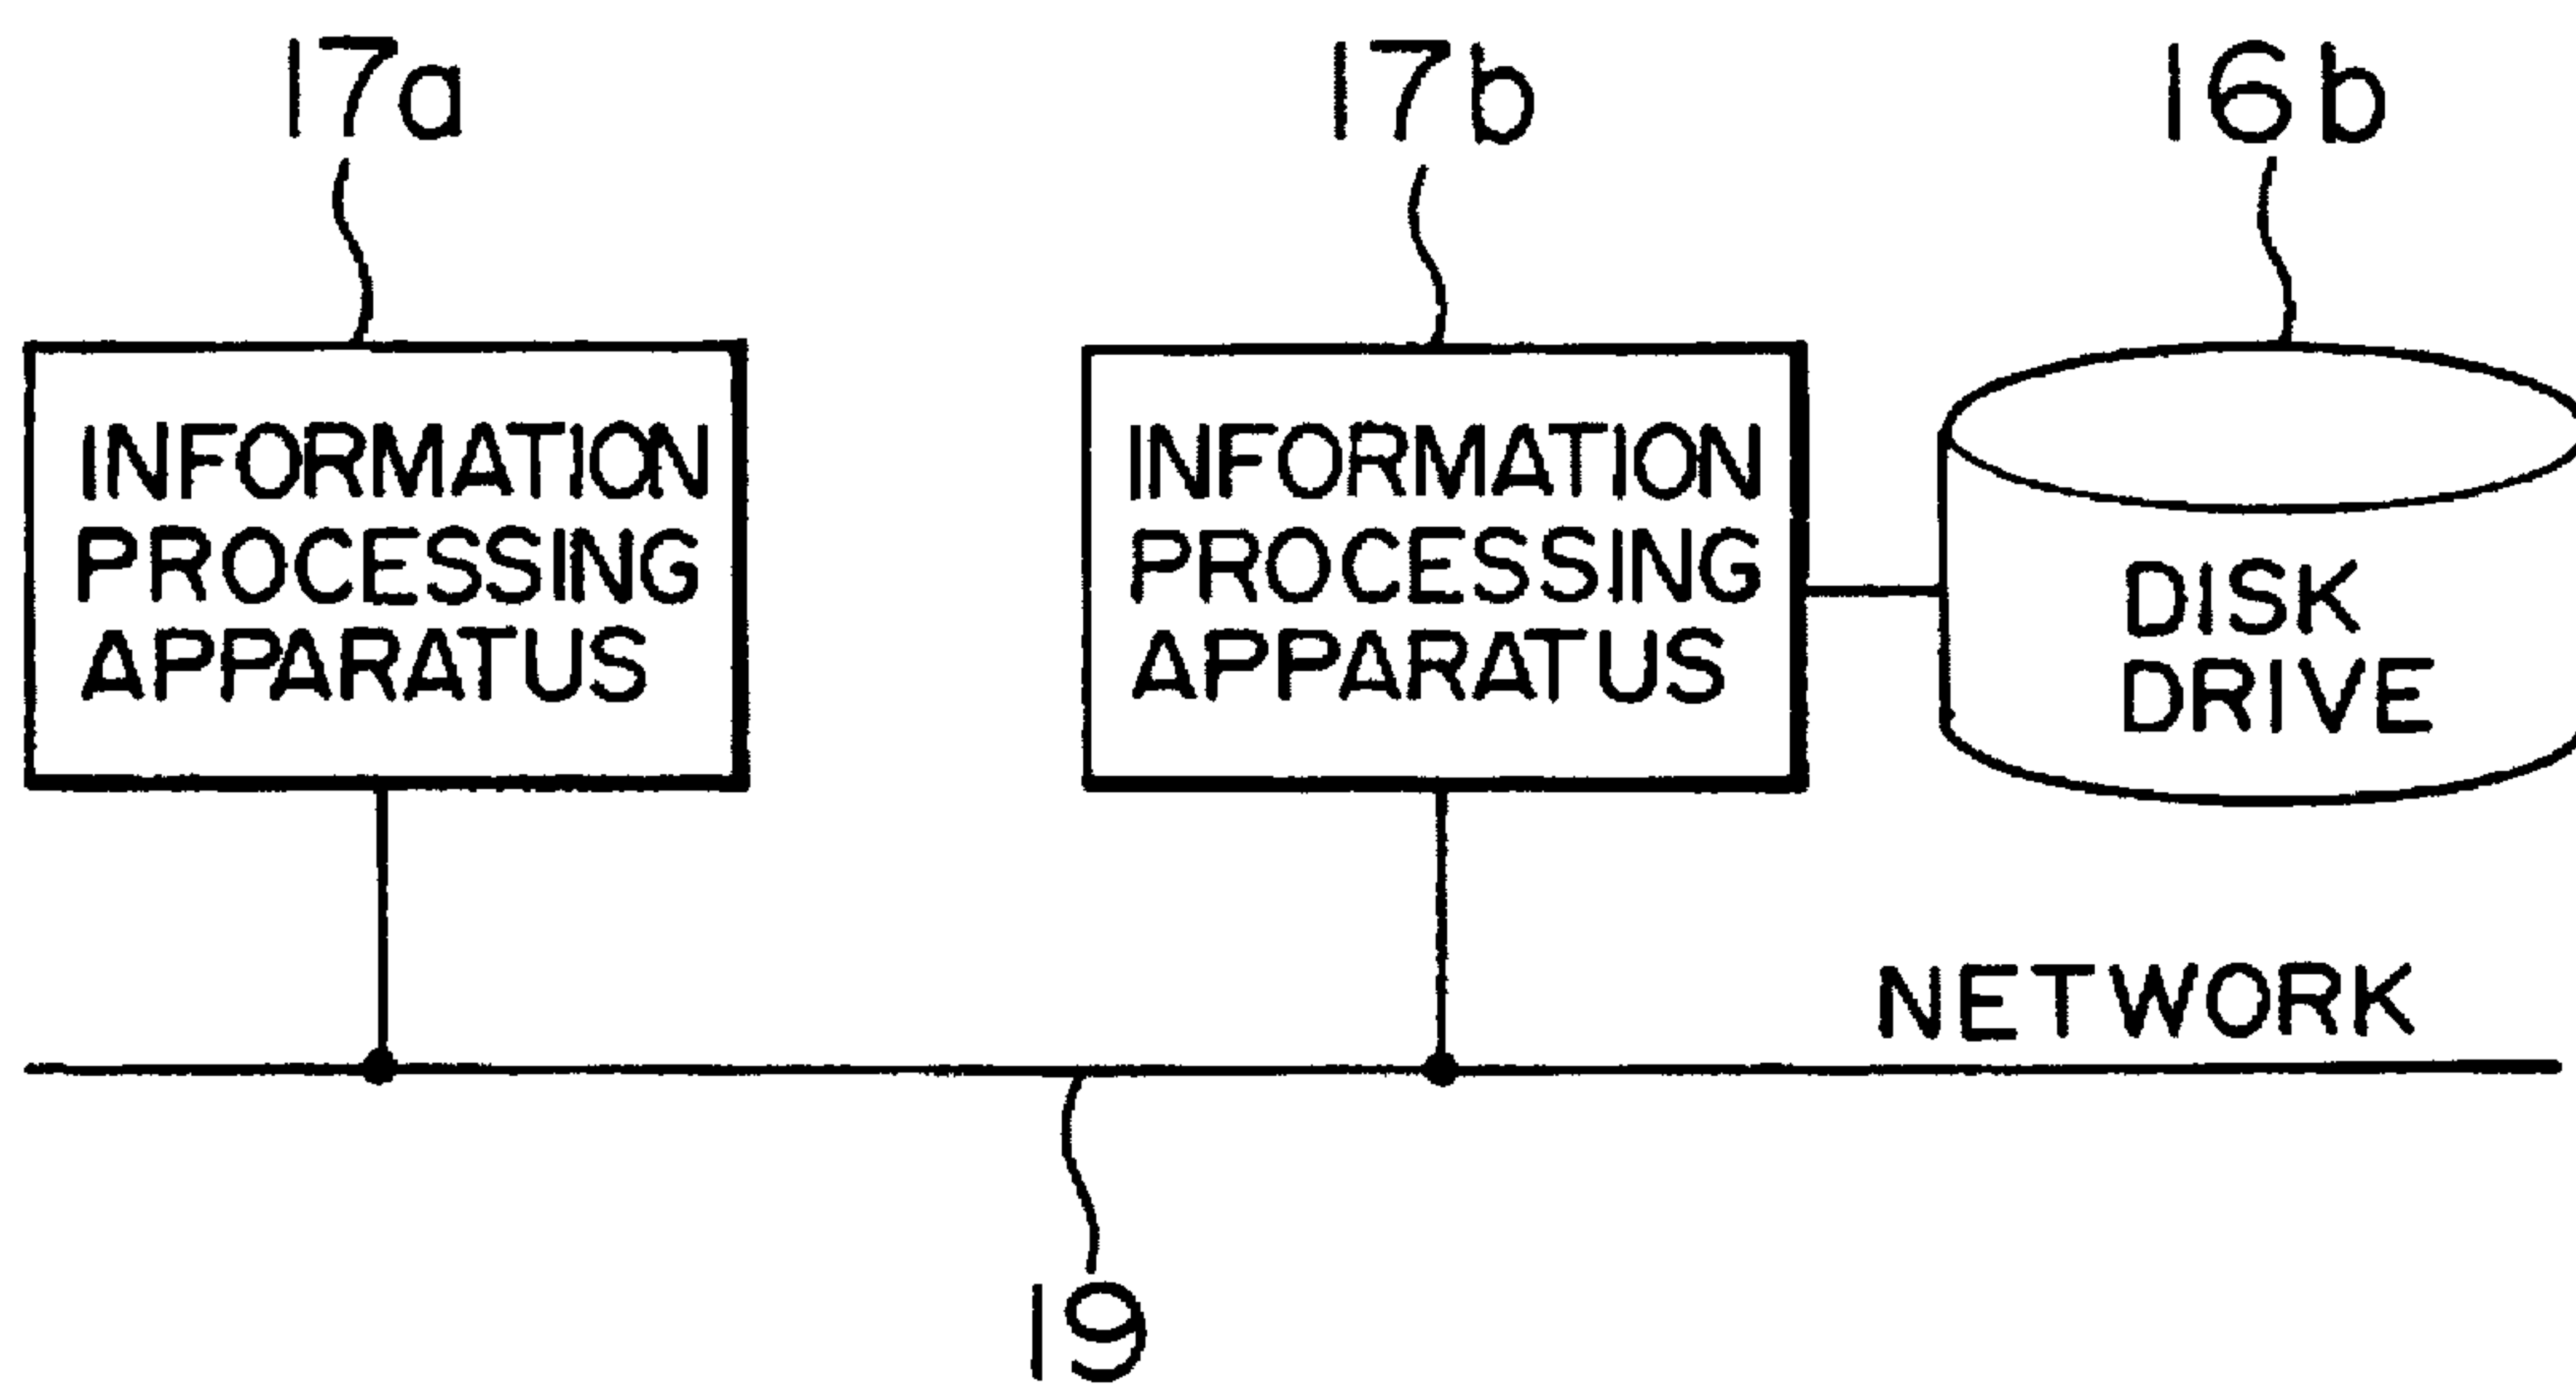 17a
17b
16b
INFORMATION
PROCESSING
APPARATUS
INFORMATION
PROCESSING
APPARATUS
DISK
DRIVE
NETWORK
19